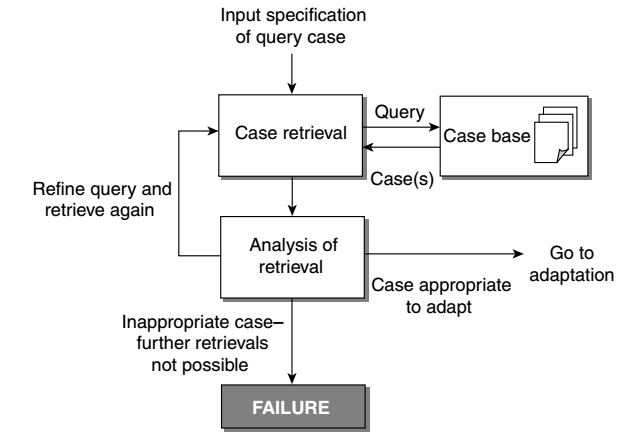 Input specification
of query case
Case retrieval
Query
Case base
Case(s)
Refine query and
retrieve again
Analysis of
retrieval
Go to
adaptation
Case appropriate
to adapt
Inappropriate case–
further retrievals
not possible
FAILURE